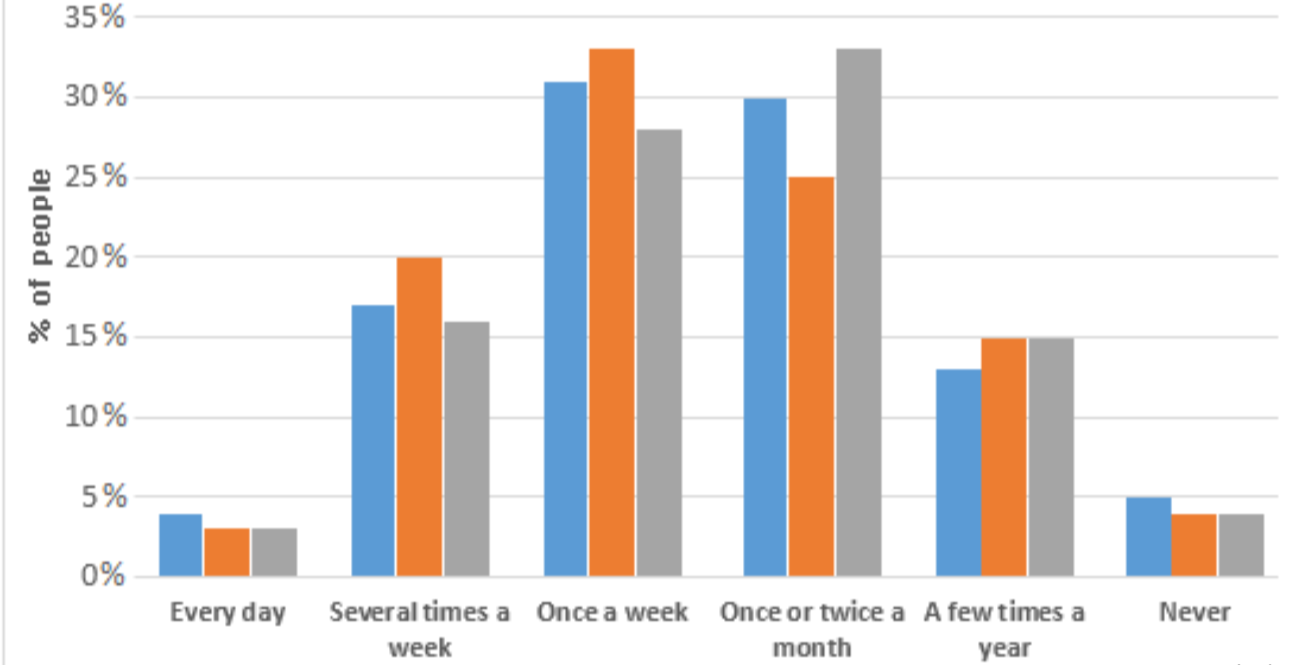 35%
30%
25%
20%
15%
10%
5%
0%
% of people
Every day
Several times a
week
Once a week
Once or twice a
month
A few times a
year
Never